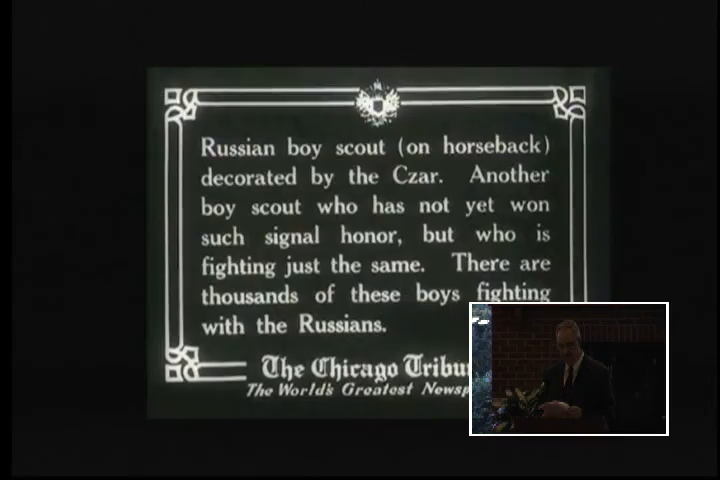 Russian boy scout (on horseback)
decorated by the Czar. Another
boy scout who has not yet won
such signal honor, but who is
fighting just the same. There are
thousands of these boys fighting
with the Russians.
The Chicago Tribu
The World's Greatest Newsp